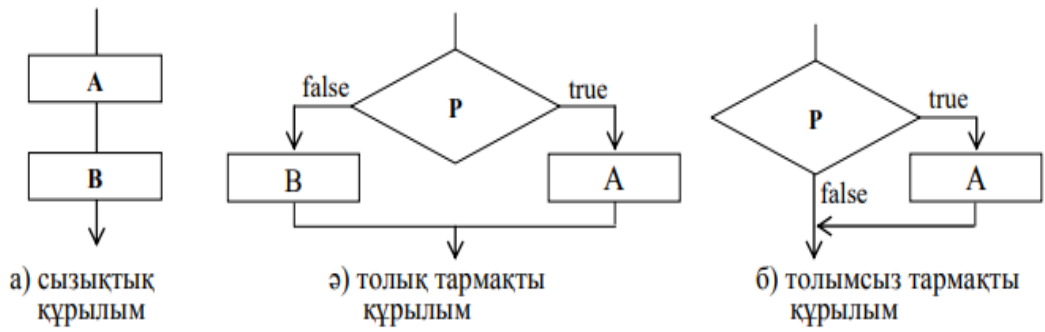 A
B
а) сызықтық
құрылым
false
true
P
B
A
ә) толық тармақты
құрылым
P
true
false
A
б) толымсыз тармақты
құрылым